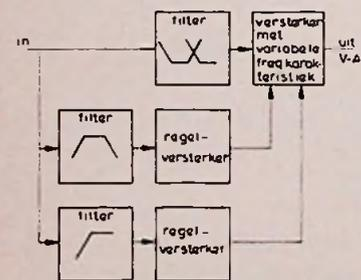 in
filter
versterker
met
variabele
freq karak-
teristiek
uit
V-A
filter
regel-
versterker
filter
regel-
versterker